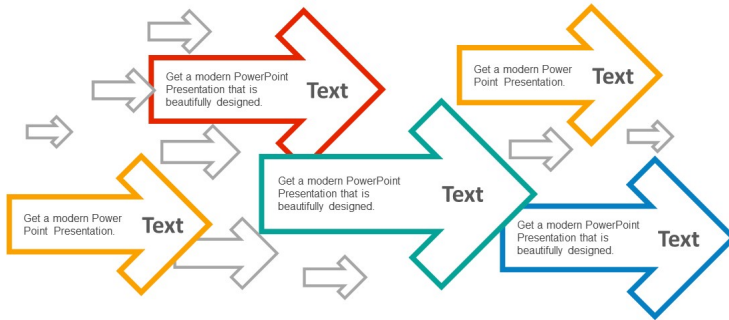 Get a modern PowerPoint
Presentation that is
beautifully designed.
Text
Get a modern Power
Point Presentation.
Text
Get a modern Power
Point Presentation.
Text
Get a modern PowerPoint
Presentation that is
beautifully designed.
Text
Get a modern PowerPoint
Presentation that is
beautifully designed.
Text